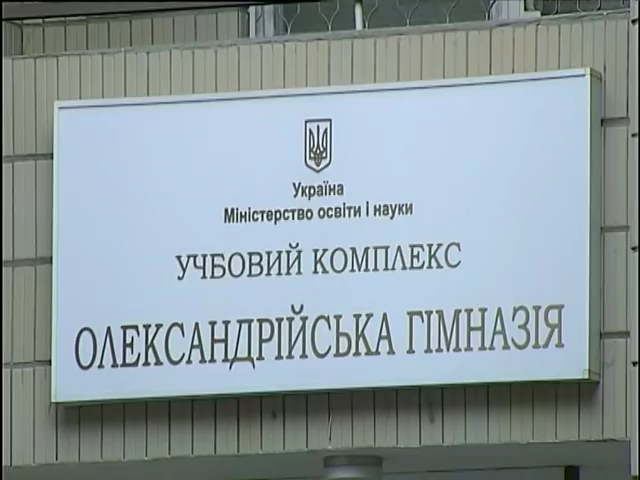 Україна
Міністерство освіти і науки
УЧБОВИЙ КОМПЛЕКС
ОЛЕКСАНДРІЙСЬКА ГІМНАЗІЯ